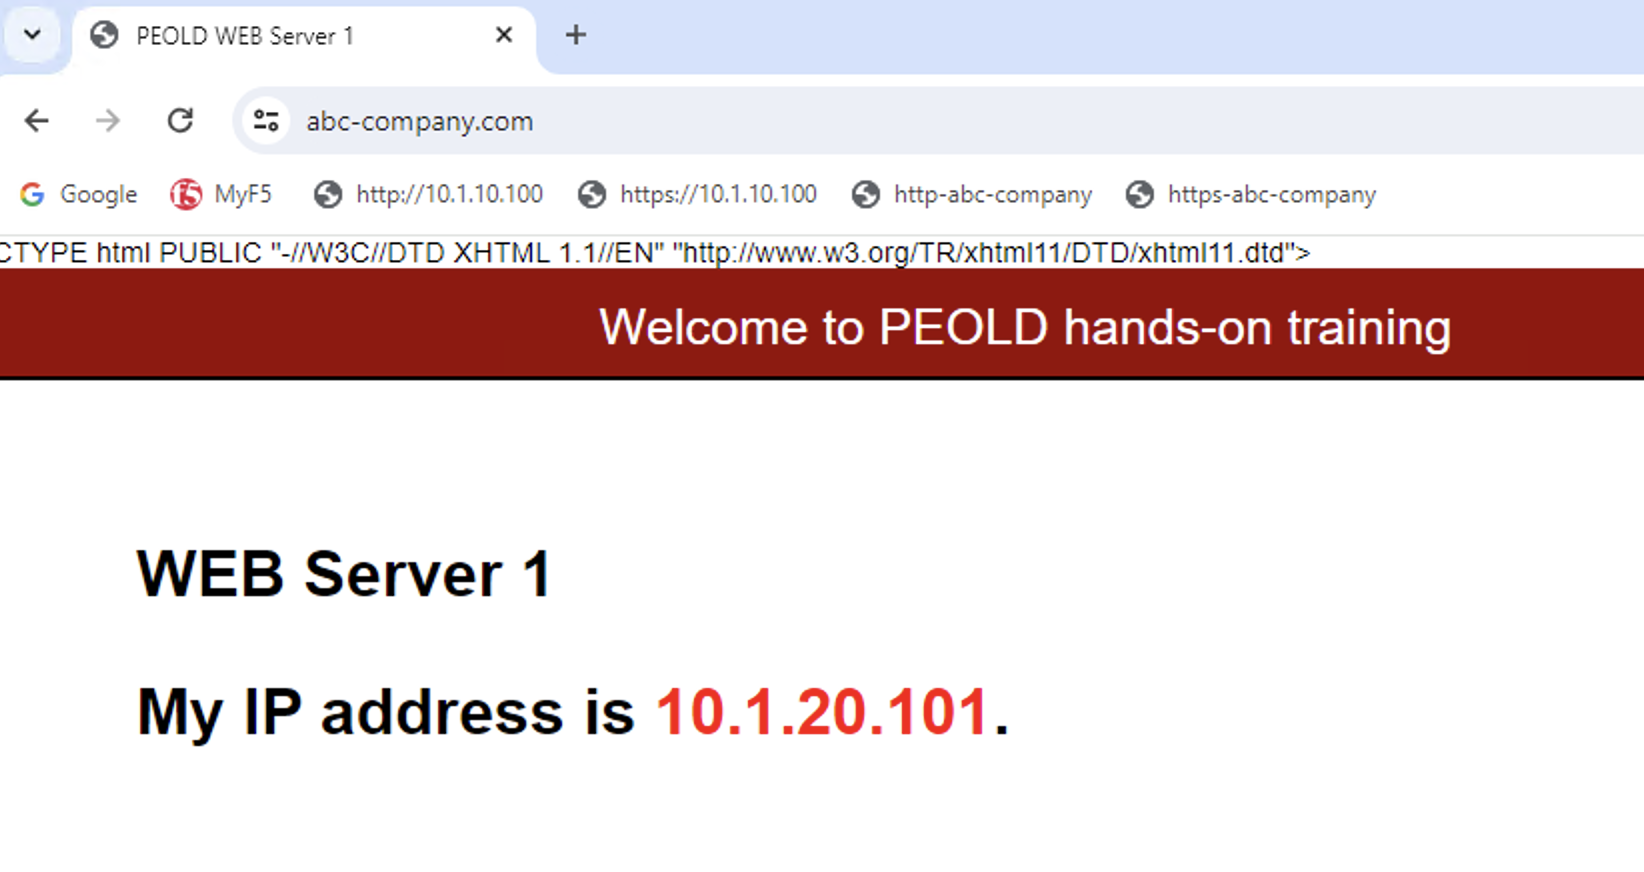 PEOLD WEB Server 1
abc-company.com
Google MyF5 http://10.1.10.100 https://10.1.10.100 http-abc-company https-abc-company
CTYPE html PUBLIC "-//W3C//DTD XHTML 1.1//EN" "http://www.w3.org/TR/xhtml11/DTD/xhtml11.dtd">
Welcome to PEOLD hands-on training
WEB Server 1
My IP address is 10.1.20.101.